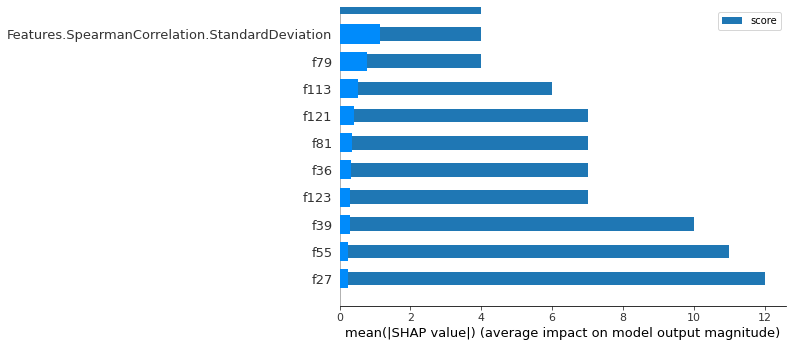 score
Features.SpearmanCorrelation.StandardDeviation
f79
f113
f121
f81
f36
f123
f39
f55
f27
0 2 4 6 8 10 12
mean(|SHAP value|) (average impact on model output magnitude)